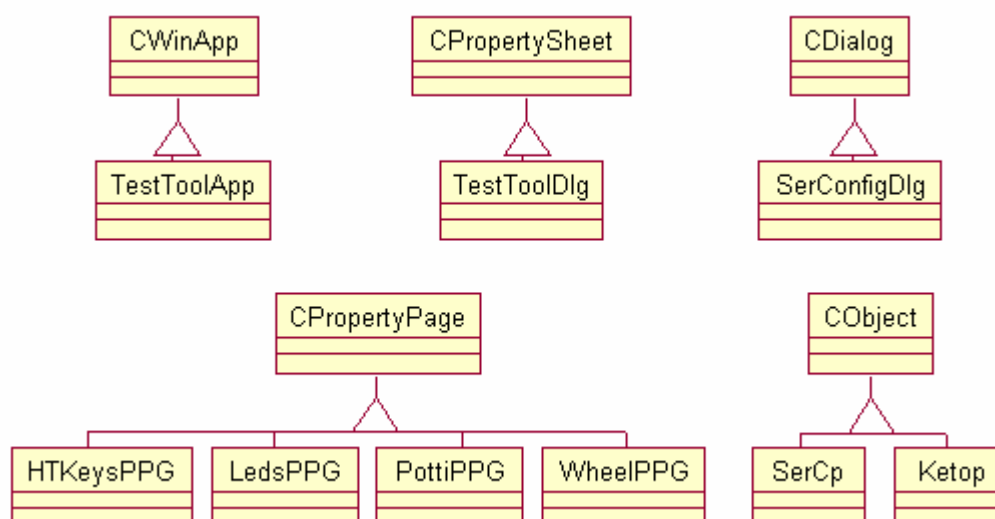 CWinApp
CPropertySheet
CDialog
TestToolApp
TestToolDlg
SerConfigDlg
CPropertyPage
CObject
HTKeysPPG
LedsPPG
PottiPPG
WheelPPG
SerCp
Ketop